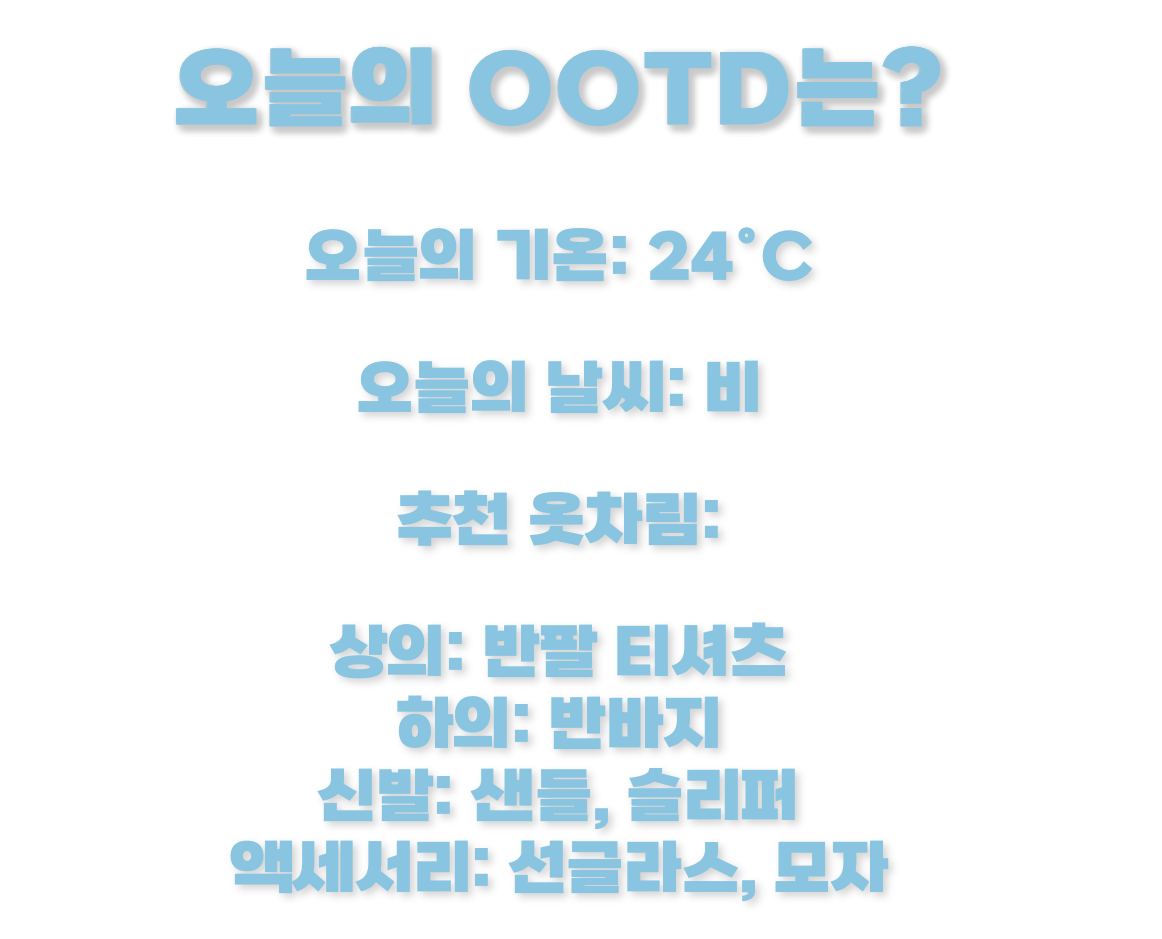 오늘의 OOTD는?
오늘의 기온: 24°C
오늘의 날씨: 비
추천 옷차림:
상의: 반팔 티셔츠
하의: 반바지
신발: 샌들, 슬리퍼
액세서리: 선글라스, 모자